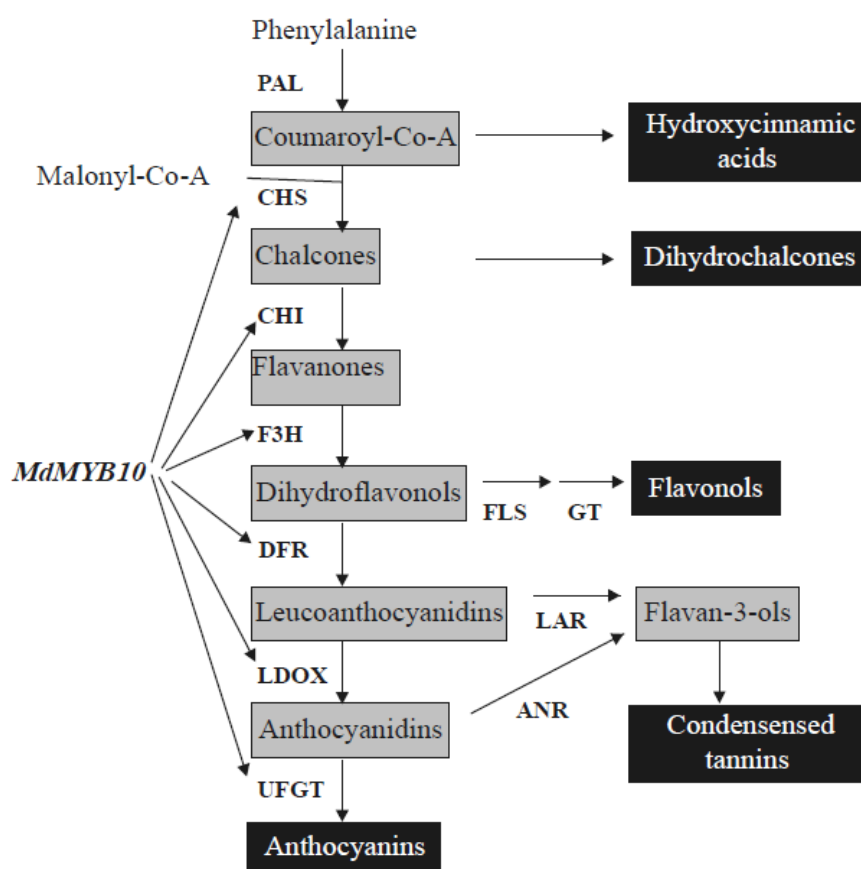 Phenylalanine
PAL
Coumaroyl-Co-A
Hydroxycinnamic
acids
Malonyl-Co-A
CHS
Chalcones
Dihydrochalcones
CHI
Flavanones
F3H
MdMYB10
Dihydroflavonols
FLS
GT
Flavonols
DFR
Leucoanthocyanidins
LAR
Flavan-3-ols
LDOX
ANR
Anthocyanidins
Condensensed
tannins
UFGT
Anthocyanins